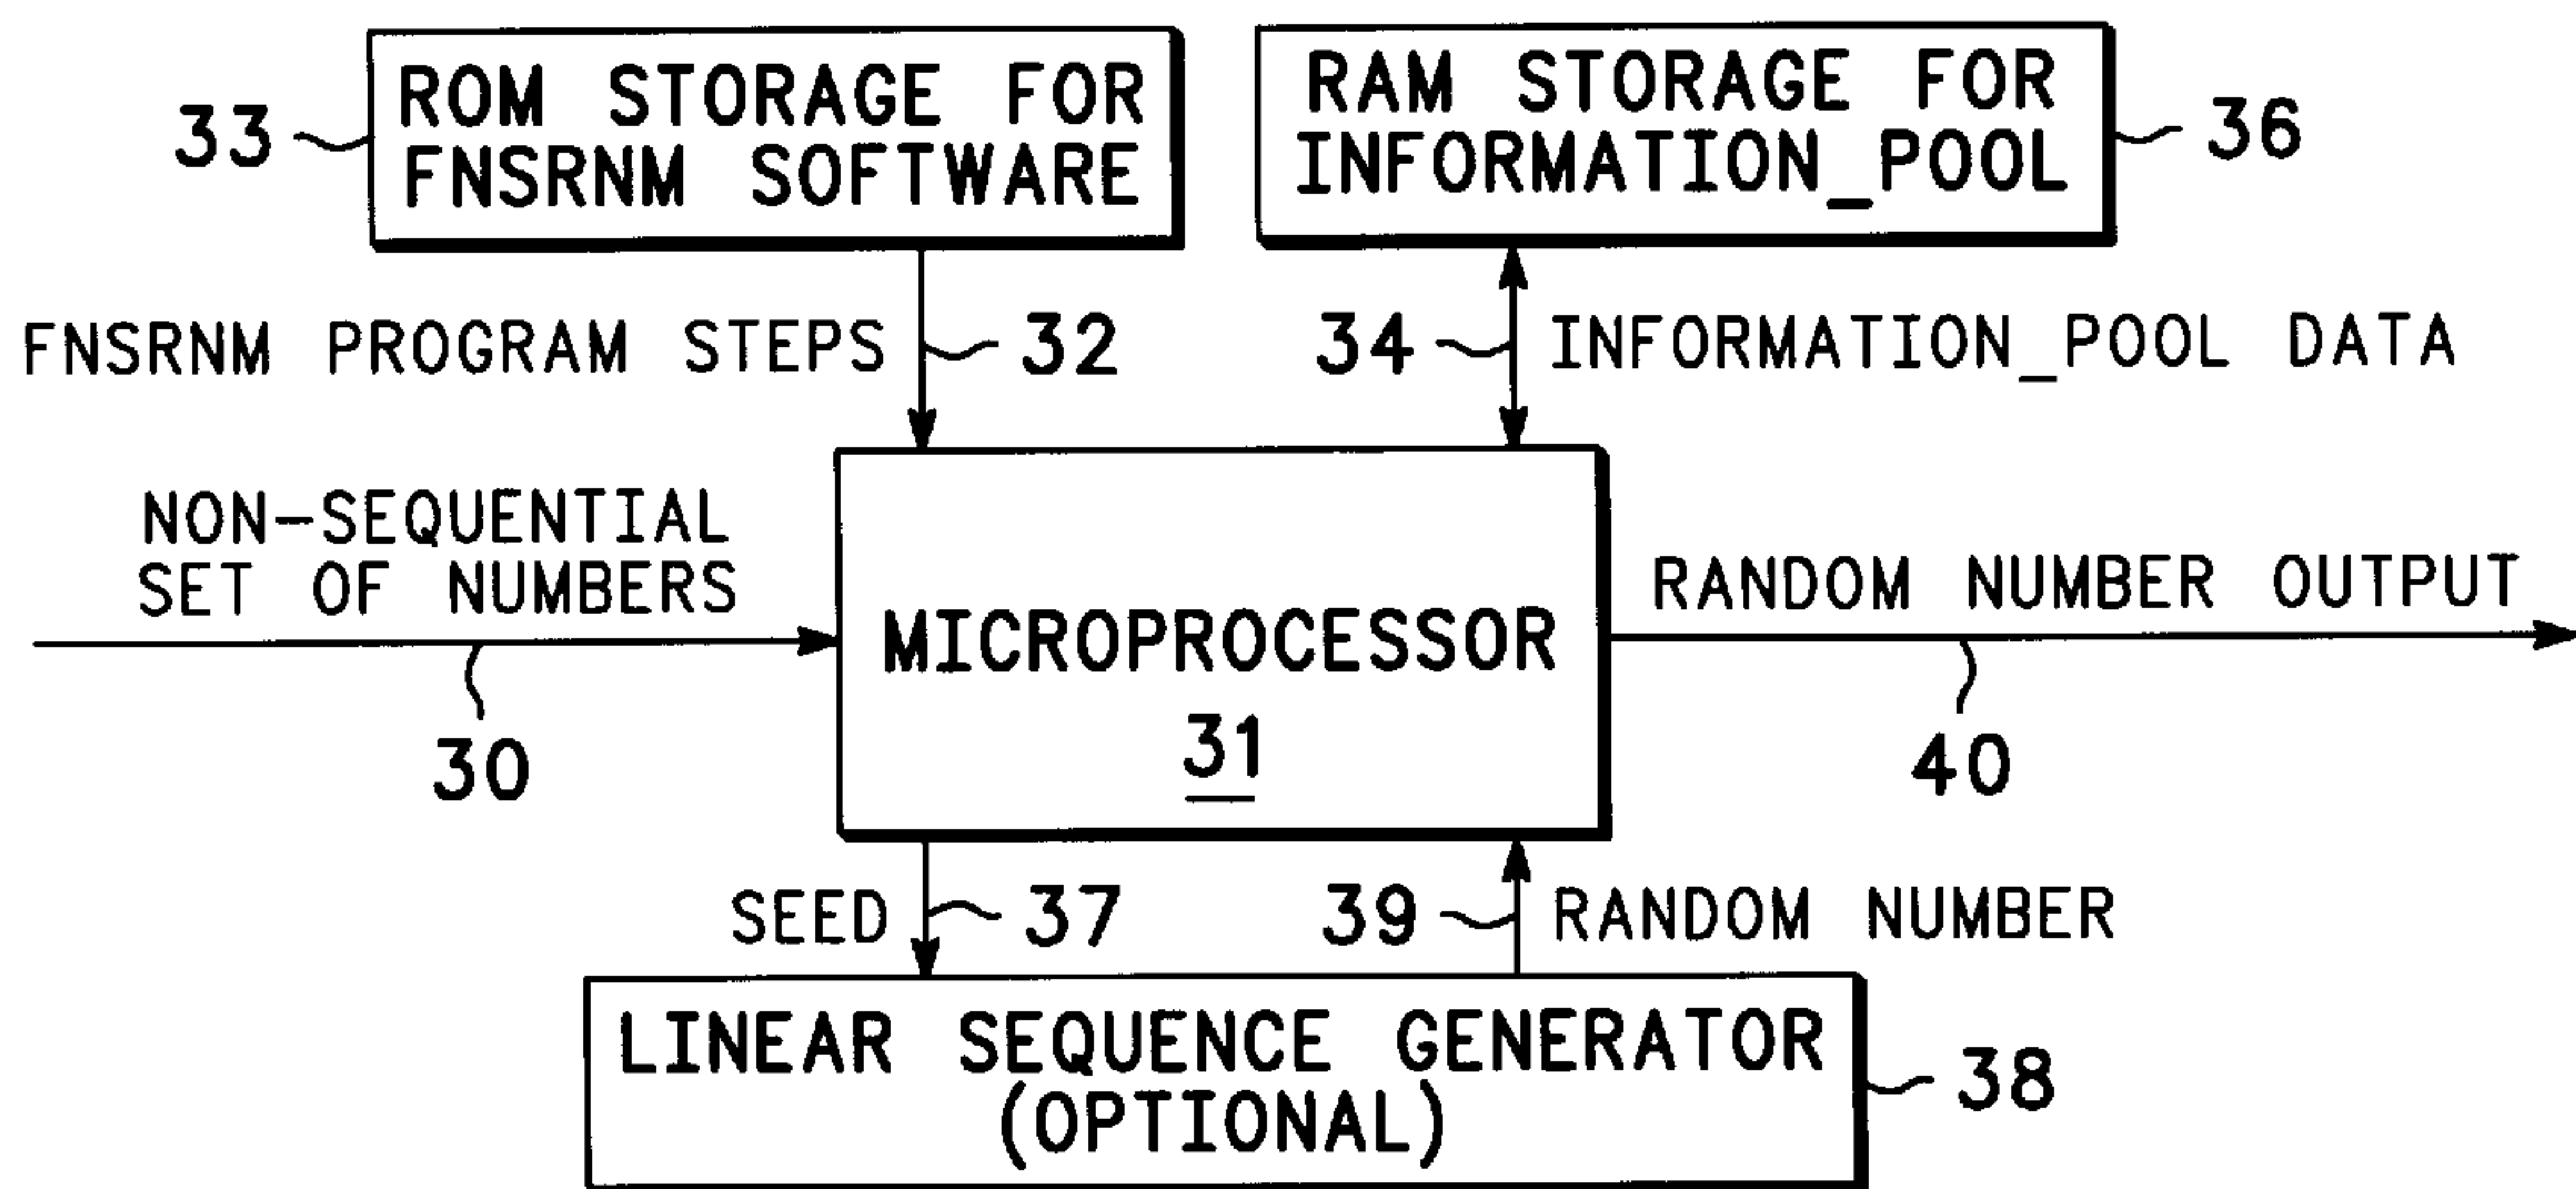 ROM STORAGE FOR
FNSRNM SOFTWARE
33
RAM STORAGE FOR
INFORMATION_POOL
36
FNSRNM PROGRAM STEPS
32
34
INFORMATION_POOL DATA
NON-SEQUENTIAL
SET OF NUMBERS
30
MICROPROCESSOR
31
RANDOM NUMBER OUTPUT
40
SEED
37
39
RANDOM NUMBER
LINEAR SEQUENCE GENERATOR
(OPTIONAL)
38